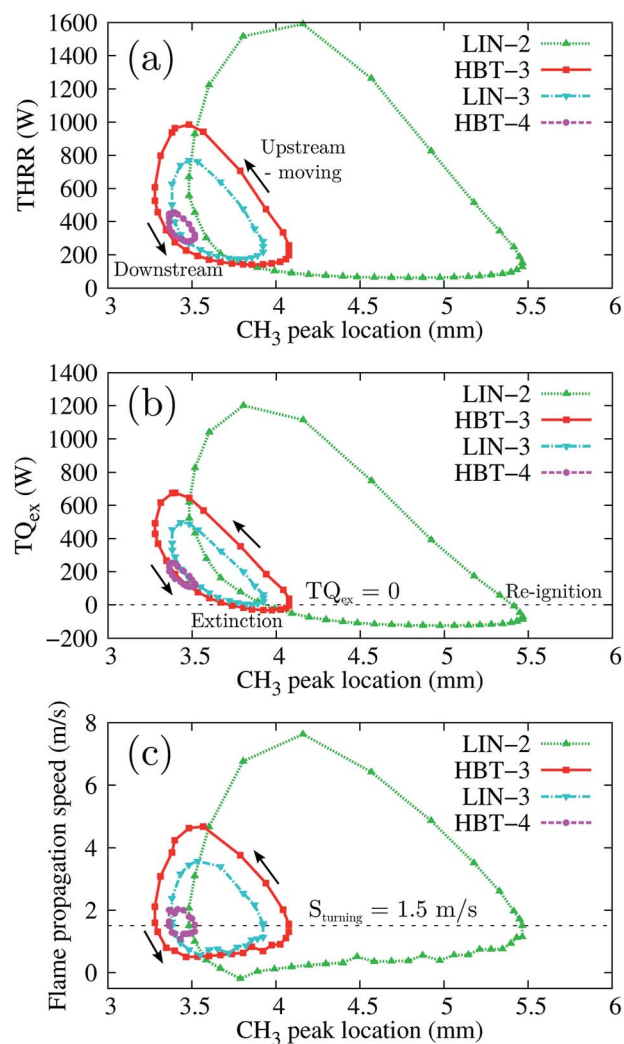 (a)
LIN-2
HBT-3
LIN-3
HBT-4
Upstream
- moving
Downstream
THRR (W)
1600
1400
1200
1000
800
600
400
200
0
3 3.5 4 4.5 5 5.5 6
CH3 peak location (mm)
(b)
LIN-2
HBT-3
LIN-3
HBT-4
TQex = 0
Re-ignition
Extinction
TQex (W)
1400
1200
1000
800
600
400
200
0
-200
3 3.5 4 4.5 5 5.5 6
CH3 peak location (mm)
(c)
LIN-2
HBT-3
LIN-3
HBT-4
Sturning = 1.5 m/s
Flame propagation speed (m/s)
8
6
4
2
0
3 3.5 4 4.5 5 5.5 6
CH3 peak location (mm)